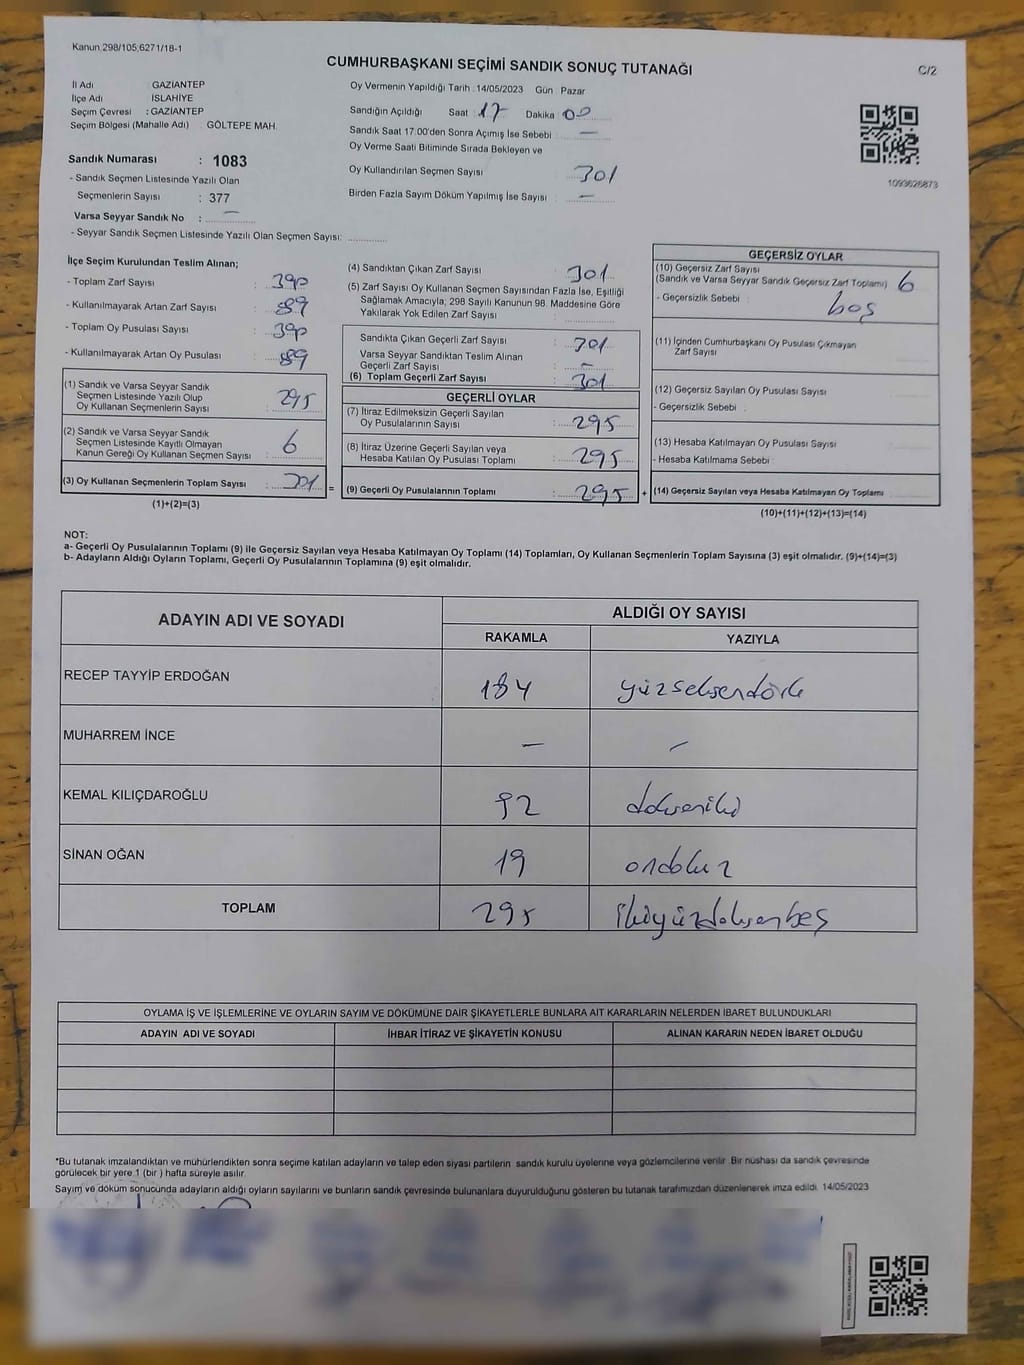 Kanun 298/105,6271/18-1
CUMHURBAŞKANI SEÇİMİ SANDIK SONUÇ TUTANAĞI
C/2
İl Adı : GAZİANTEP
İlçe Adı : İSLAHİYE
Seçim Çevresi : GAZİANTEP
Seçim Bölgesi (Mahalle Adı) : GÖLTEPE MAH.
Sandık Numarası : 1083
- Sandık Seçmen Listesinde Yazılı Olan
Seçmenlerin Sayısı : 377
Varsa Seyyar Sandık No : —
- Seyyar Sandık Seçmen Listesinde Yazılı Olan Seçmen Sayısı:
Oy Vermenin Yapıldığı Tarih : 14/05/2023 Gün : Pazar
Sandığın Açıldığı Saat : 17 Dakika 00
Sandık Saat 17:00'den Sonra Açımış İse Sebebi : —
Oy Verme Saati Bitiminde Sırada Bekleyen ve
Oy Kullandırılan Seçmen Sayısı : 301
Birden Fazla Sayım Döküm Yapılmış İse Sayısı : —
1093626873
İlçe Seçim Kurulundan Teslim Alınan;
- Toplam Zarf Sayısı : 390
- Kullanılmayarak Artan Zarf Sayısı : 89
- Toplam Oy Pusulası Sayısı : 390
- Kullanılmayarak Artan Oy Pusulası : 89
(1) Sandık ve Varsa Seyyar Sandık
Seçmen Listesinde Yazılı Olup
Oy Kullanan Seçmenlerin Sayısı : 295
(2) Sandık ve Varsa Seyyar Sandık
Seçmen Listesinde Kayıtlı Olmayan
Kanun Gereği Oy Kullanan Seçmen Sayısı : 6
(3) Oy Kullanan Seçmenlerin Toplam Sayısı : 301 =
(1)+(2)=(3)
(4) Sandıktan Çıkan Zarf Sayısı : 301
(5) Zarf Sayısı Oy Kullanan Seçmen Sayısından Fazla İse, Eşitliği
Sağlamak Amacıyla; 298 Sayılı Kanunun 98. Maddesine Göre
Yakılarak Yok Edilen Zarf Sayısı :
Sandıkta Çıkan Geçerli Zarf Sayısı : 301
Varsa Seyyar Sandıktan Teslim Alınan
Geçerli Zarf Sayısı : —
(6) Toplam Geçerli Zarf Sayısı : 301
GEÇERLİ OYLAR
(7) İtiraz Edilmeksizin Geçerli Sayılan
Oy Pusulalarının Sayısı : 295
(8) İtiraz Üzerine Geçerli Sayılan veya
Hesaba Katılan Oy Pusulası Toplamı : 295
(9) Geçerli Oy Pusulalarının Toplamı : 295 +
GEÇERSİZ OYLAR
(10) Geçersiz Zarf Sayısı
(Sandık ve Varsa Seyyar Sandık Geçersiz Zarf Toplamı) : 6
- Geçersizlik Sebebi : boş
(11) İçinden Cumhurbaşkanı Oy Pusulası Çıkmayan
Zarf Sayısı
(12) Geçersiz Sayılan Oy Pusulası Sayısı :
- Geçersizlik Sebebi :
(13) Hesaba Katılmayan Oy Pusulası Sayısı :
- Hesaba Katılmama Sebebi :
(14) Geçersiz Sayılan veya Hesaba Katılmayan Oy Toplamı :
(10)+(11)+(12)+(13)=(14)
NOT:
a- Geçerli Oy Pusulalarının Toplamı (9) ile Geçersiz Sayılan veya Hesaba Katılmayan Oy Toplamı (14) Toplamları, Oy Kullanan Seçmenlerin Toplam Sayısına (3) eşit olmalıdır. (9)+(14)=(3)
b- Adayların Aldığı Oyların Toplamı, Geçerli Oy Pusulalarının Toplamına (9) eşit olmalıdır.
ADAYIN ADI VE SOYADI ALDIĞI OY SAYISI
RAKAMLA YAZIYLA
RECEP TAYYİP ERDOĞAN 184 yüzseksendört
MUHARREM İNCE — —
KEMAL KILIÇDAROĞLU 92 doksaniki
SİNAN OĞAN 19 ondokuz
TOPLAM 295 ikiyüzdoksanbeş
OYLAMA İŞ VE İŞLEMLERİNE VE OYLARIN SAYIM VE DÖKÜMÜNE DAİR ŞİKAYETLERLE BUNLARA AİT KARARLARIN NELERDEN İBARET BULUNDUKLARI
ADAYIN ADI VE SOYADI İHBAR İTİRAZ VE ŞİKAYETİN KONUSU ALINAN KARARIN NEDEN İBARET OLDUĞU
*Bu tutanak imzalandıktan ve mühürlendikten sonra seçime katılan adayların ve talep eden siyasi partilerin sandık kurulu üyelerine veya gözlemcilerine verilir. Bir nüshası da sandık çevresinde
görülecek bir yere 1 (bir ) hafta süreyle asılır.
Sayım ve döküm sonucunda adayların aldığı oyların sayılarını ve bunların sandık çevresinde bulunanlara duyurulduğunu gösteren bu tutanak tarafımızdan düzenlenerek imza edildi. 14/05/2023